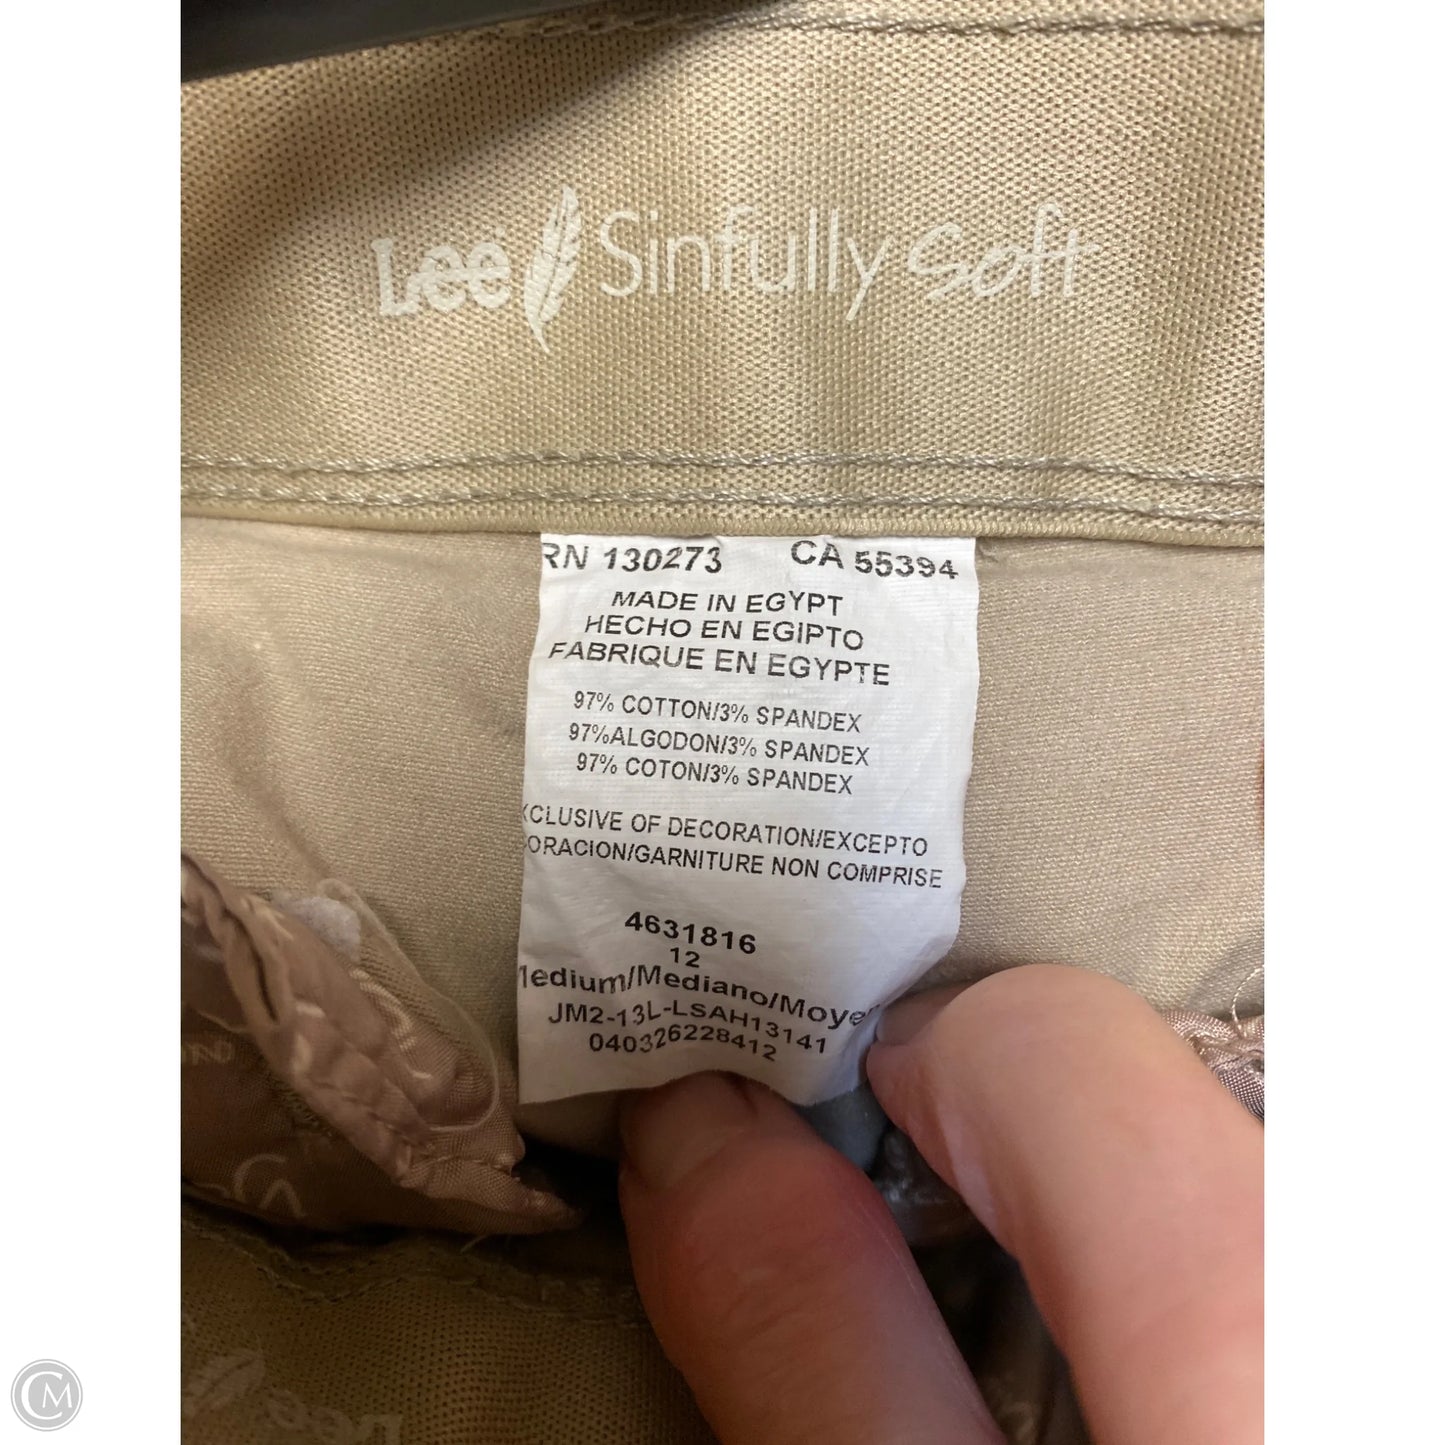 Lee Sinfully Soft
RN 130273 CA 55394
MADE IN EGYPT
HECHO EN EGIPTO
FABRIQUE EN EGYPTE
97% COTTON/3% SPANDEX
97%ALGODON/3% SPANDEX
97% COTON/3% SPANDEX
XCLUSIVE OF DECORATION/EXCEPTO
ORACION/GARNITURE NON COMPRISE
4631816
12
Medium/Mediano/Moye
JM2-13L-LSAH13141
040326228412
Lee
CM